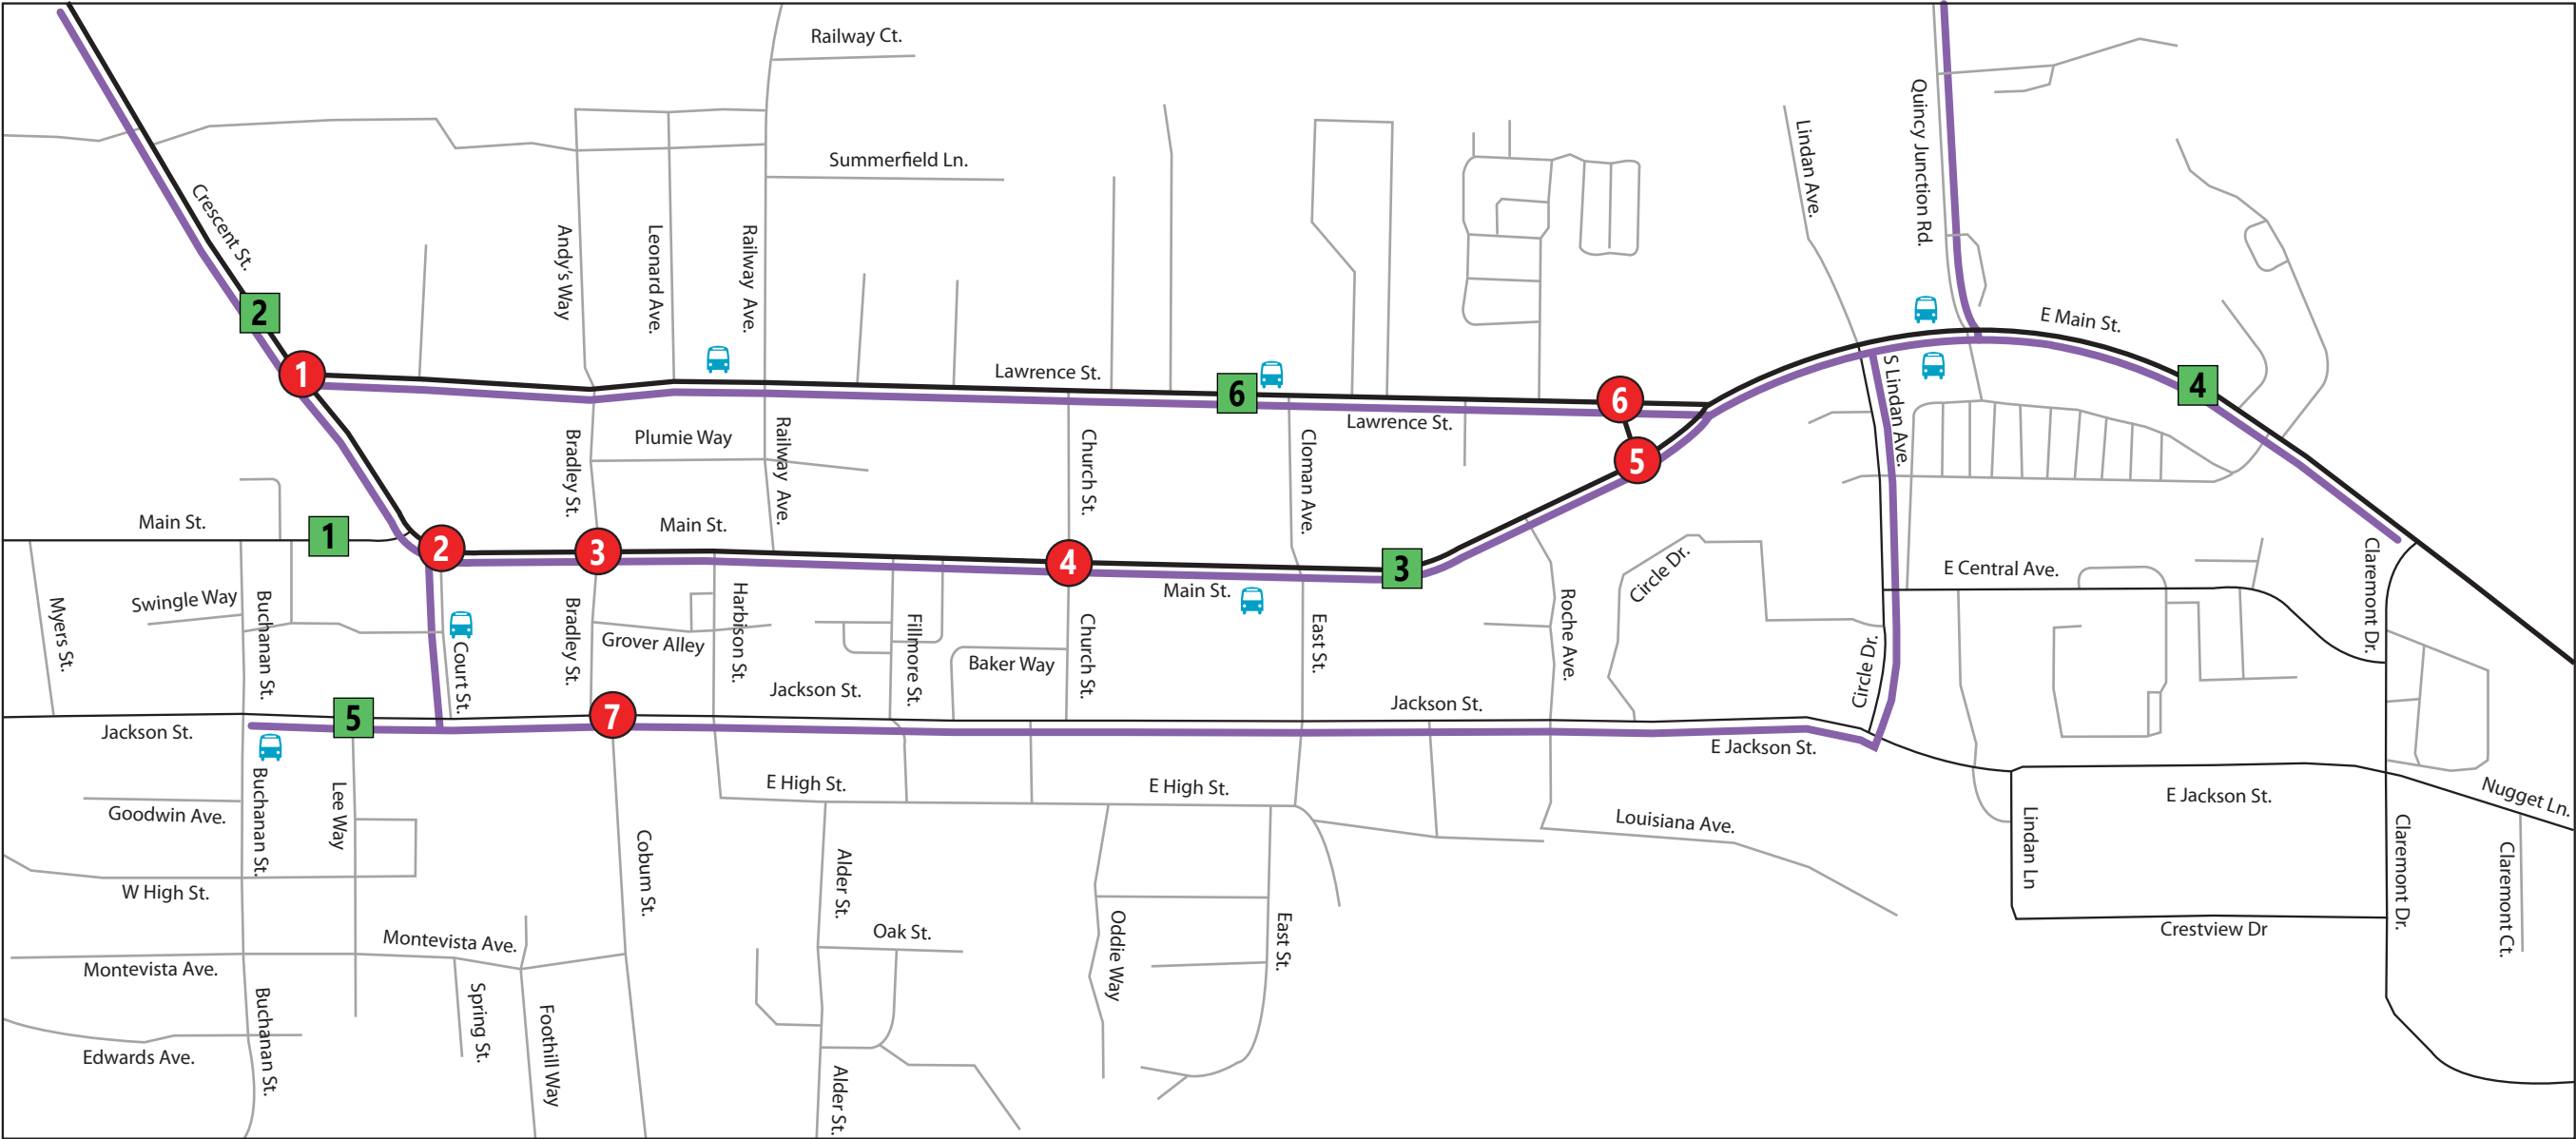 Railway Ct.
Quincy Junction Rd.
Lindan Ave.
Summerfield Ln.
Crescent St.
Andy's Way
Leonard Ave.
Railway Ave.
2
E Main St.
1
Lawrence St.
6
6
4
S Lindan Ave.
Lawrence St.
Plumie Way
Bradley St.
Railway Ave.
Church St.
Cloman Ave.
5
Main St.
1
2
3
Main St.
4
3
Main St.
E Central Ave.
Claremont Dr.
Circle Dr.
Myers St.
Swingle Way
Buchanan St.
Court St.
Bradley St.
Grover Alley
Harbison St.
Fillmore St.
Baker Way
Church St.
East St.
Roche Ave.
Circle Dr.
Jackson St.
Jackson St.
5
7
Jackson St.
E Jackson St.
E High St.
E High St.
E Jackson St.
Nugget Ln.
Goodwin Ave.
Buchanan St.
Lee Way
Louisiana Ave.
Lindan Ln
Claremont Dr.
Claremont Ct.
Coburn St.
Alder St.
W High St.
Oddie Way
East St.
Oak St.
Crestview Dr
Montevista Ave.
Montevista Ave.
Buchanan St.
Spring St.
Foothill Way
Edwards Ave.
Alder St.